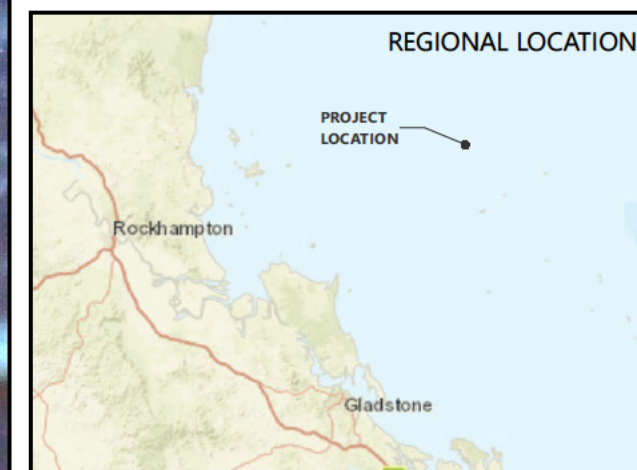 REGIONAL LOCATION
PROJECT
LOCATION
Rockhampton
Gladstone